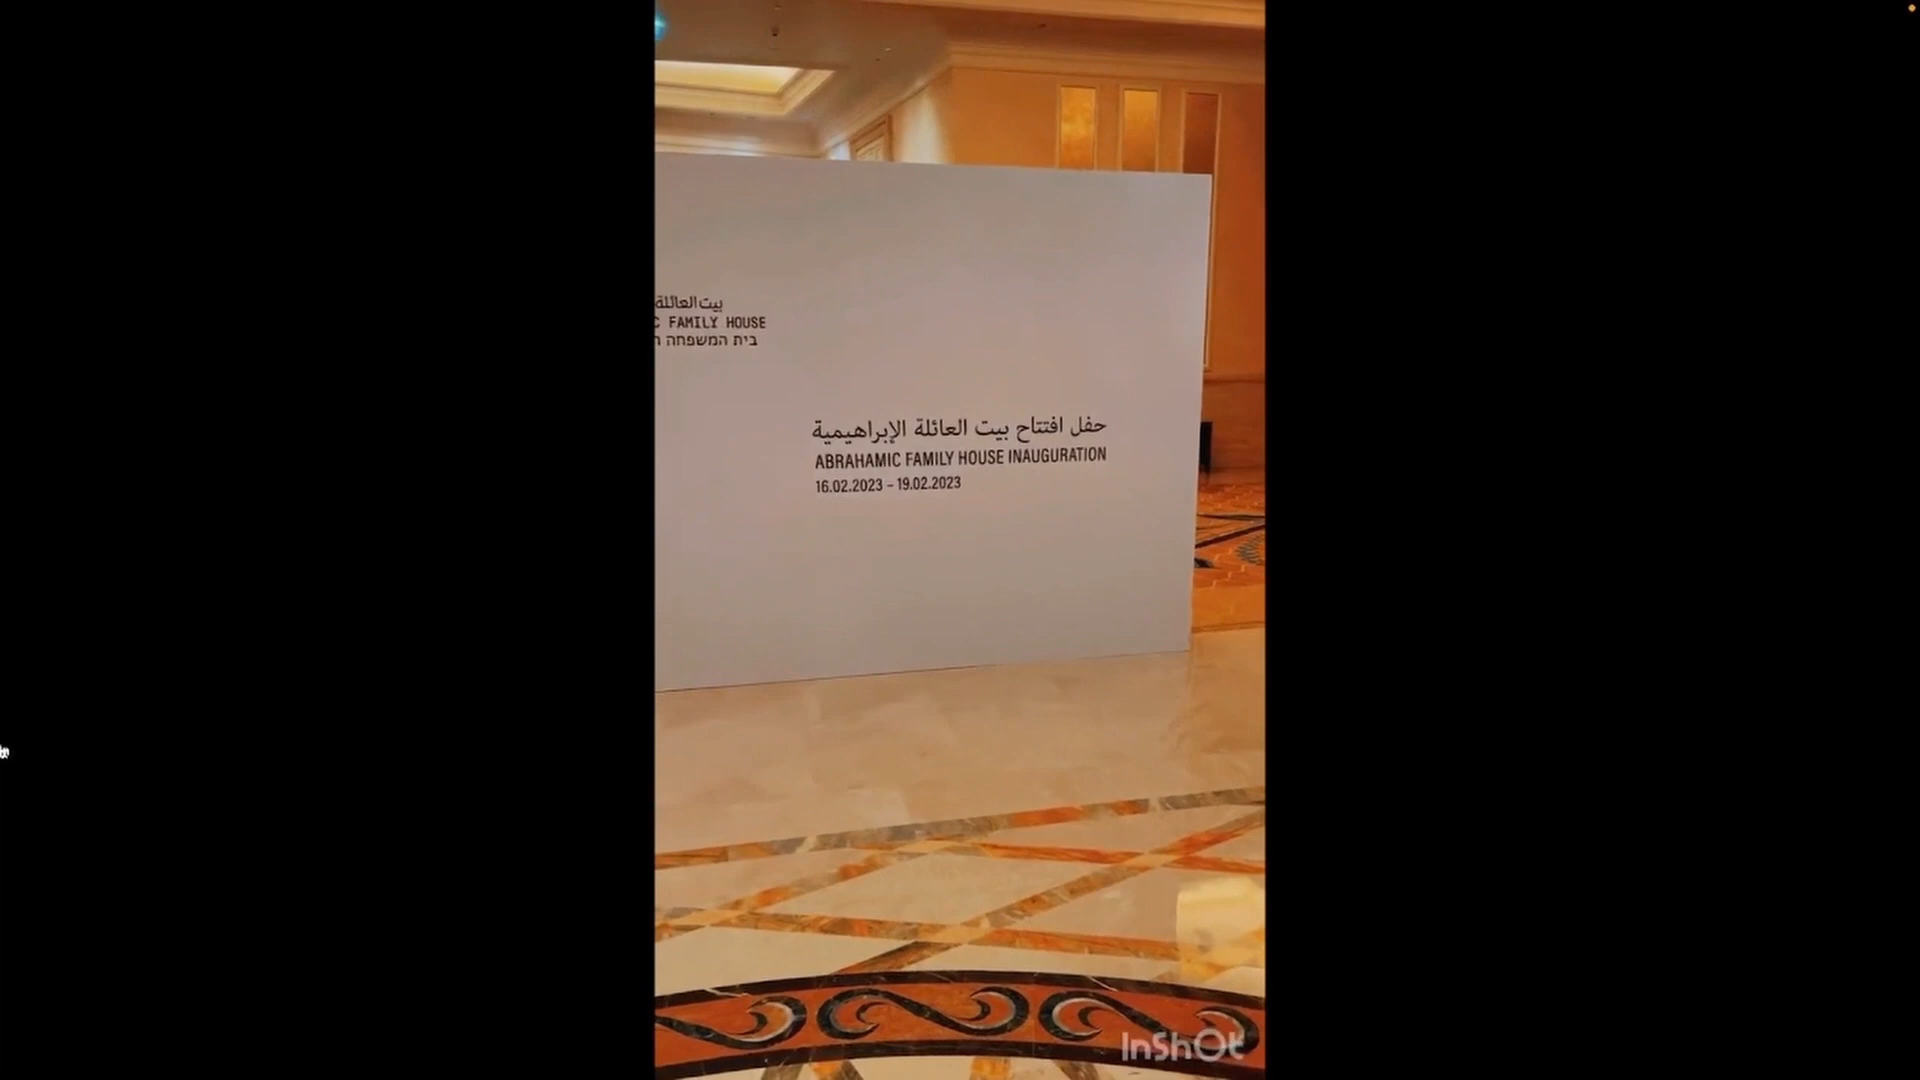 بيت العائلة
C FAMILY HOUSE
בית המשפחה ה
حفل افتتاح بيت العائلة الإبراهيمية
ABRAHAMIC FAMILY HOUSE INAUGURATION
16.02.2023 – 19.02.2023
InShOt